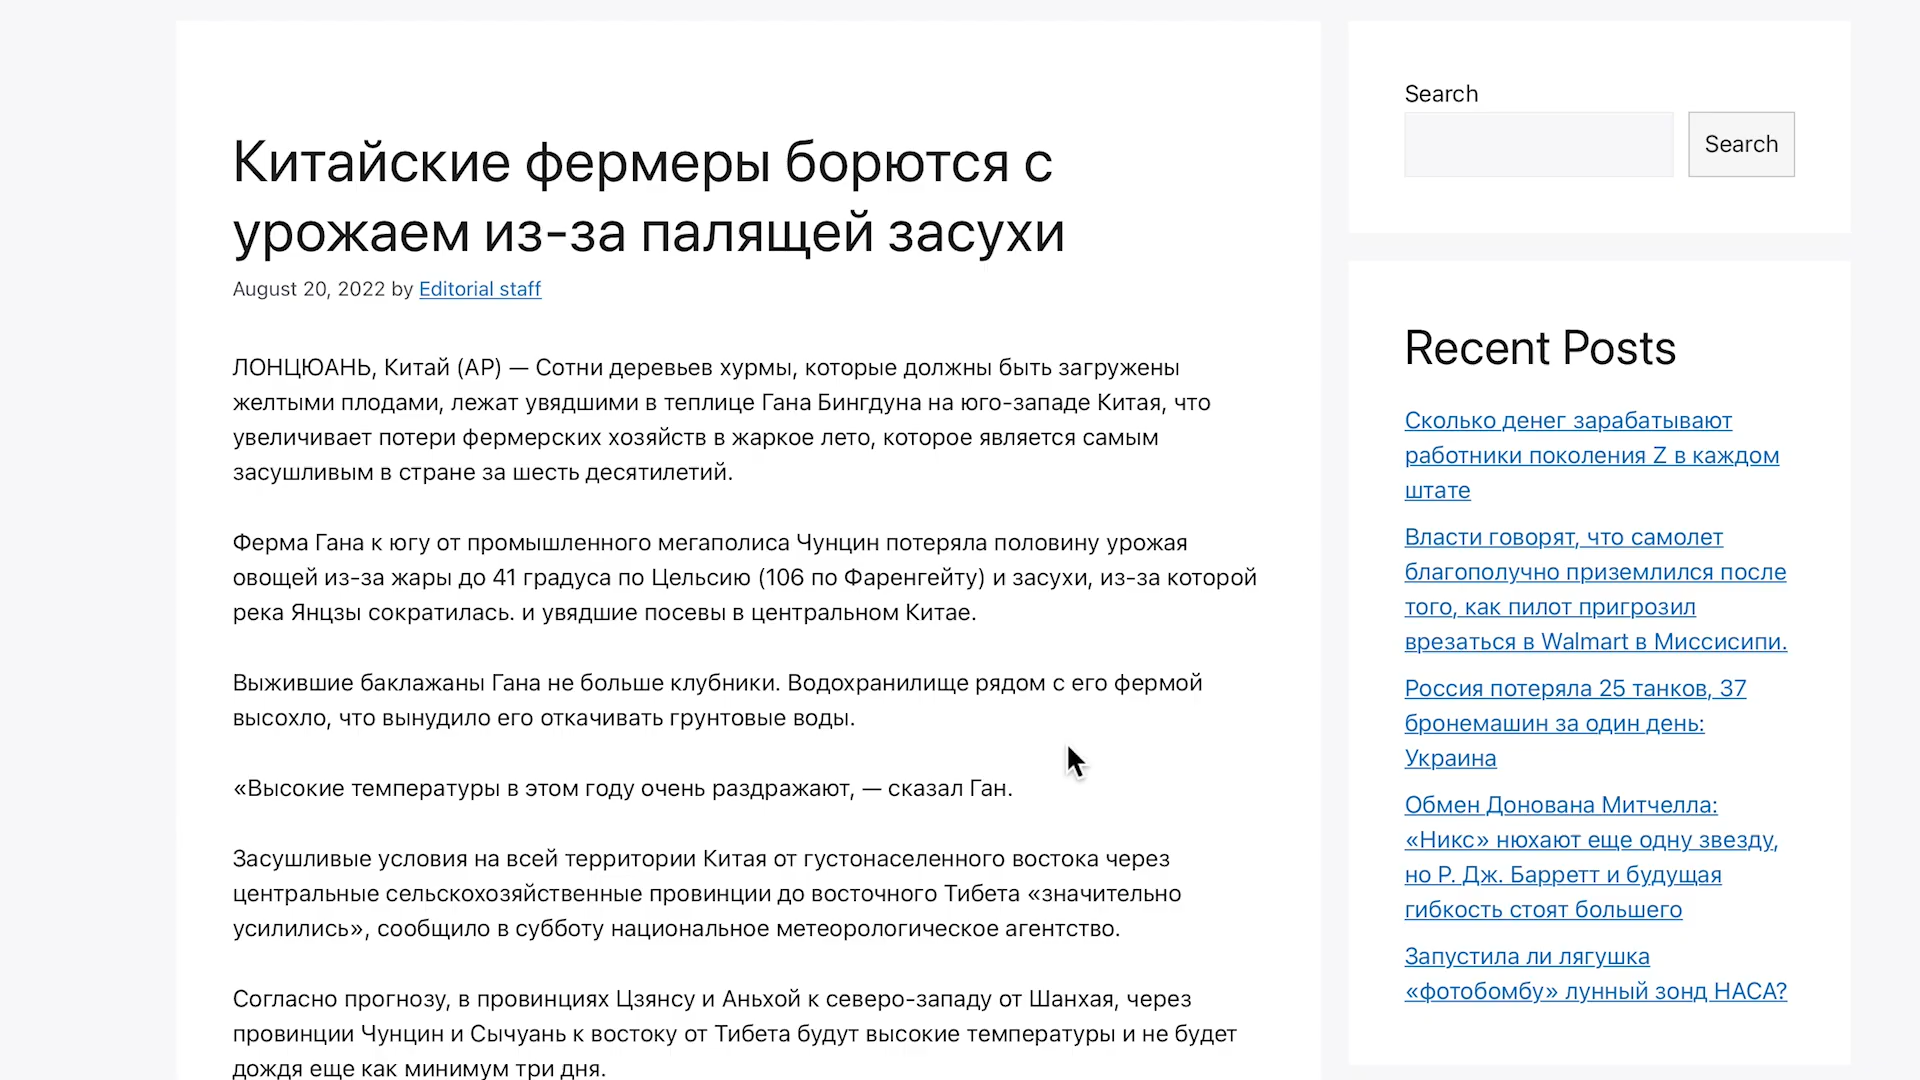 Китайские фермеры борются с
урожаем из-за палящей засухи
August 20, 2022 by Editorial staff
ЛОНЦЮАНЬ, Китай (AP) — Сотни деревьев хурмы, которые должны быть загружены
желтыми плодами, лежат увядшими в теплице Гана Бингдуна на юго-западе Китая, что
увеличивает потери фермерских хозяйств в жаркое лето, которое является самым
засушливым в стране за шесть десятилетий.
Ферма Гана к югу от промышленного мегаполиса Чунцин потеряла половину урожая
овощей из-за жары до 41 градуса по Цельсию (106 по Фаренгейту) и засухи, из-за которой
река Янцзы сократилась. и увядшие посевы в центральном Китае.
Выжившие баклажаны Гана не больше клубники. Водохранилище рядом с его фермой
высохло, что вынудило его откачивать грунтовые воды.
«Высокие температуры в этом году очень раздражают, — сказал Ган.
Засушливые условия на всей территории Китая от густонаселенного востока через
центральные сельскохозяйственные провинции до восточного Тибета «значительно
усилились», сообщило в субботу национальное метеорологическое агентство.
Согласно прогнозу, в провинциях Цзянсу и Аньхой к северо-западу от Шанхая, через
провинции Чунцин и Сычуань к востоку от Тибета будут высокие температуры и не будет
дождя еще как минимум три дня.
Search
Search
Recent Posts
Сколько денег зарабатывают
работники поколения Z в каждом
штате
Власти говорят, что самолет
благополучно приземлился после
того, как пилот пригрозил
врезаться в Walmart в Миссисипи.
Россия потеряла 25 танков, 37
бронемашин за один день:
Украина
Обмен Донована Митчелла:
«Никс» нюхают еще одну звезду,
но Р. Дж. Барретт и будущая
гибкость стоят большего
Запустила ли лягушка
«фотобомбу» лунный зонд НАСА?